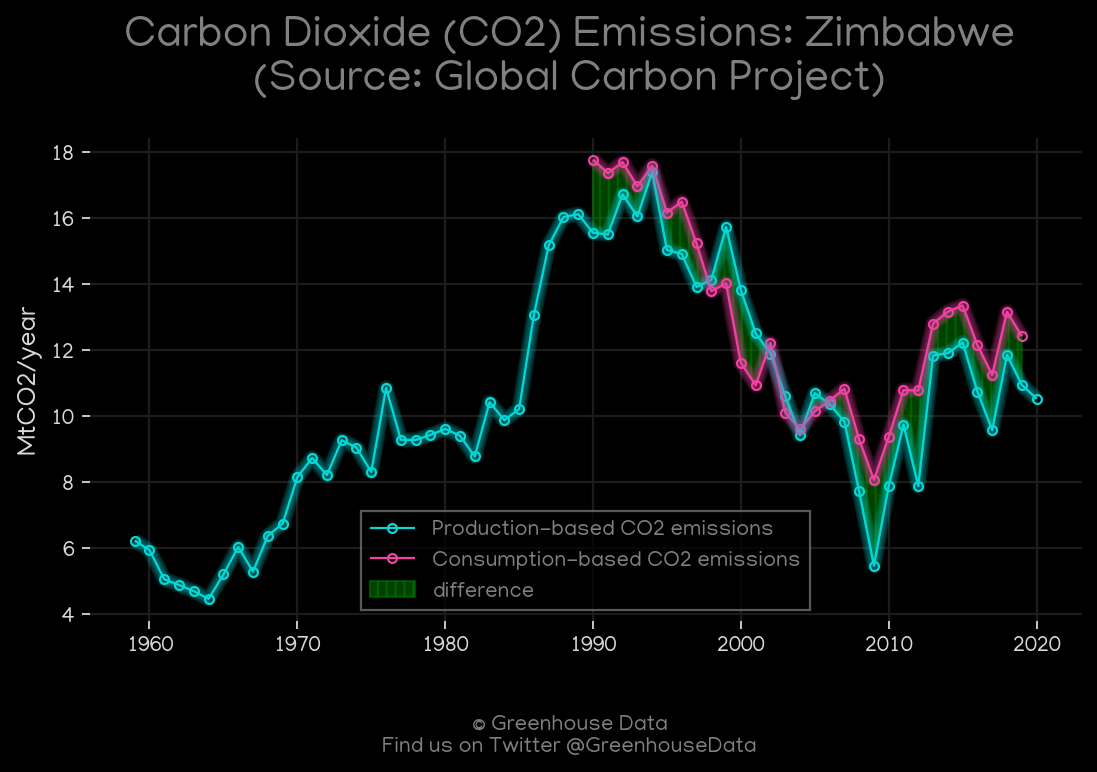 Carbon Dioxide (CO2) Emissions: Zimbabwe
(Source: Global Carbon Project)
MtCO2/year
18
16
14
12
10
8
6
4
Production-based CO2 emissions
Consumption-based CO2 emissions
difference
1960 1970 1980 1990 2000 2010 2020
© Greenhouse Data
Find us on Twitter @GreenhouseData